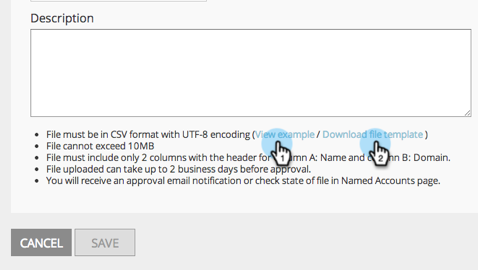 Description
File must be in CSV format with UTF-8 encoding (View example / Download file template )
File cannot exceed 10MB
File must include only 2 columns with the header for mn A: Name and c n B: Domain.
File uploaded can take up to 2 business days before approval.
You will receive an approval email notification or check state of file in Named Accounts page.
1
2
CANCEL
SAVE